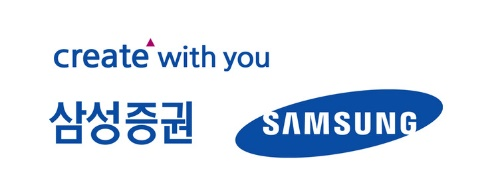 create with you
삼성증권 SAMSUNG